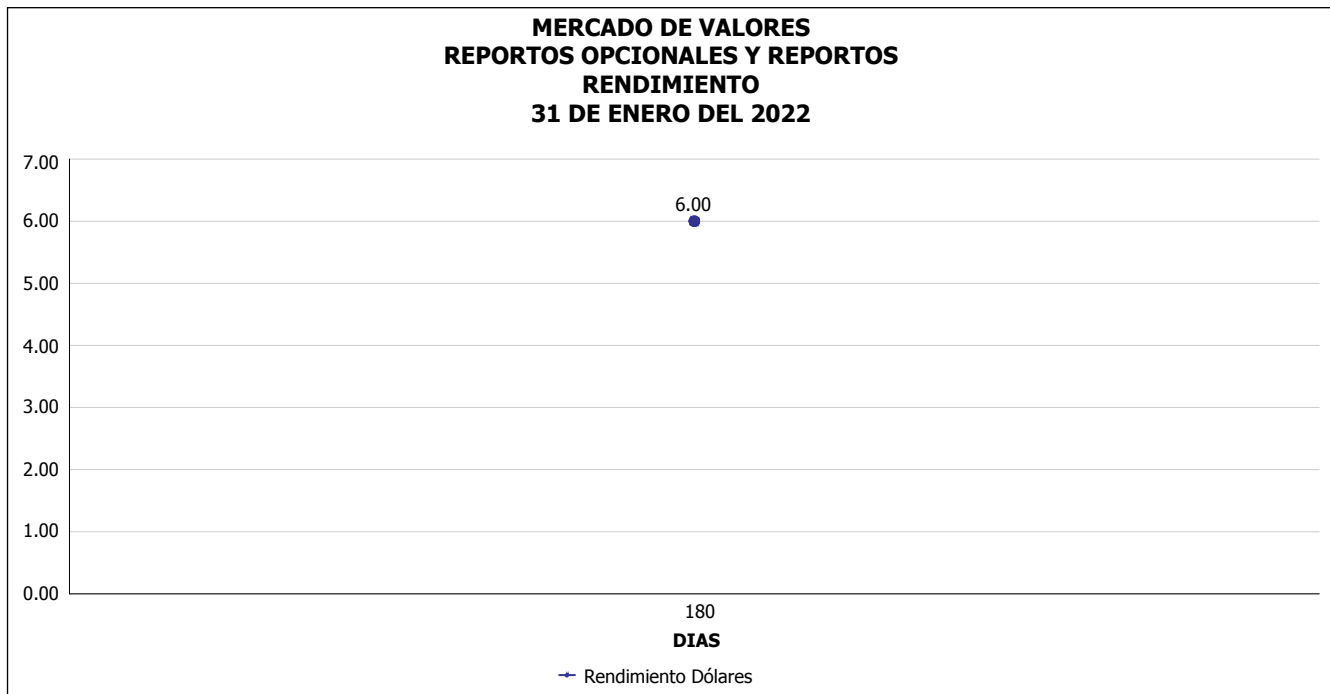 MERCADO DE VALORES
REPORTOS OPCIONALES Y REPORTOS
RENDIMIENTO
31 DE ENERO DEL 2022
7.00
6.00
6.00
5.00
4.00
3.00
2.00
1.00
0.00
180
DIAS
Rendimiento Dólares